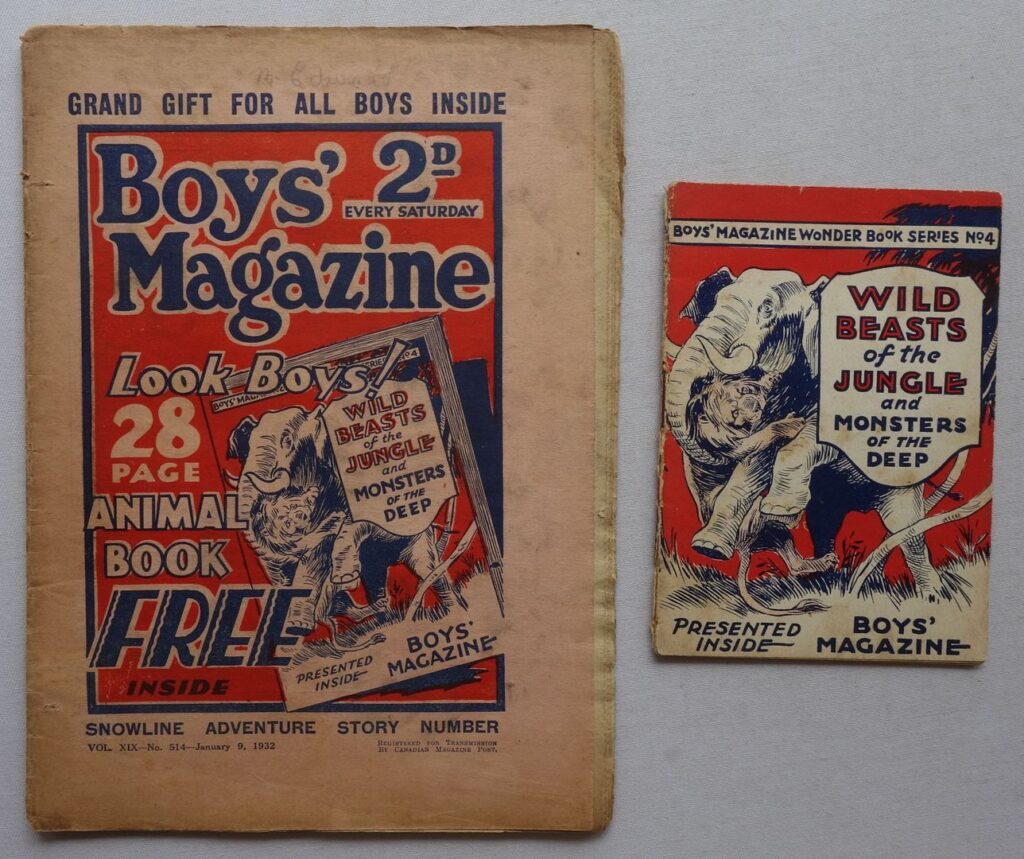 GRAND GIFT FOR ALL BOYS INSIDE
Boys' 2D
EVERY SATURDAY
Magazine
Look Boys!
28
PAGE
ANIMAL
BOOK
FREE
INSIDE
SERIES No4
BOYS'
WILD
BEASTS
of the
JUNGLE
and
MONSTERS
OF THE
DEEP
PRESENTED
INSIDE
BOYS'
MAGAZINE
SNOWLINE ADVENTURE STORY NUMBER
VOL. XIX—No. 514—January 9, 1932
REGISTERED FOR TRANSMISSION
BY CANADIAN MAGAZINE POST.
BOYS' MAGAZINE WONDER BOOK SERIES No4
WILD
BEASTS
of the
JUNGLE
and
MONSTERS
OF THE
DEEP
PRESENTED
INSIDE
BOYS'
MAGAZINE